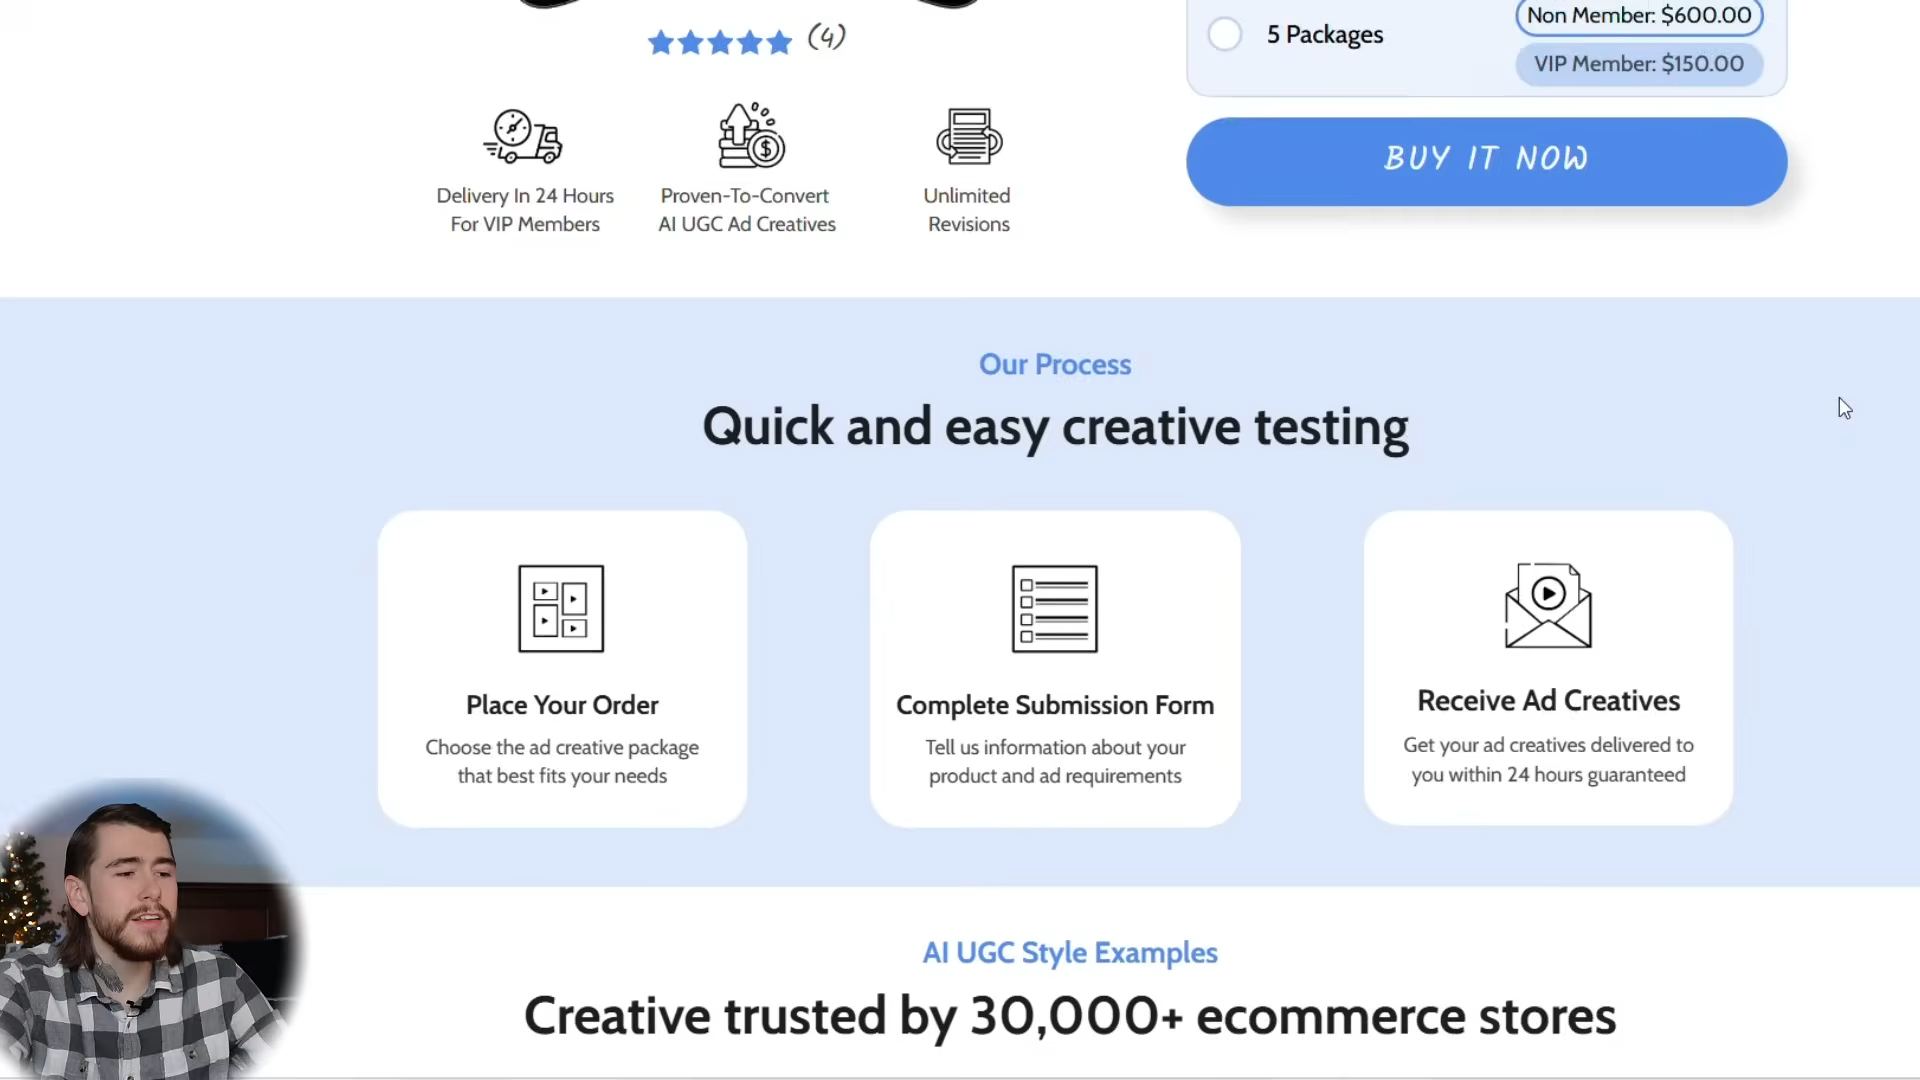 (4)
Delivery In 24 Hours
For VIP Members
Proven-To-Convert
AI UGC Ad Creatives
Unlimited
Revisions
5 Packages
Non Member: $600.00
VIP Member: $150.00
BUY IT NOW
Our Process
Quick and easy creative testing
Place Your Order
Choose the ad creative package
that best fits your needs
Complete Submission Form
Tell us information about your
product and ad requirements
Receive Ad Creatives
Get your ad creatives delivered to
you within 24 hours guaranteed
AI UGC Style Examples
Creative trusted by 30,000+ ecommerce stores